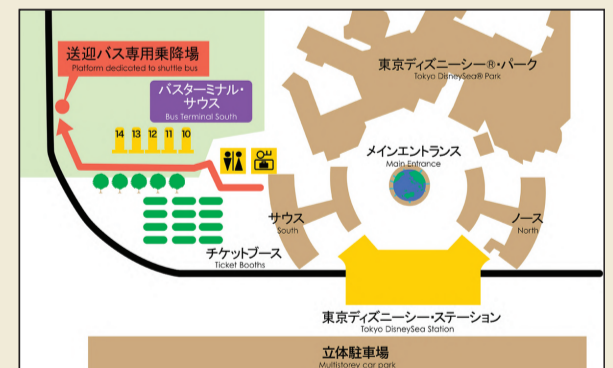 送迎バス専用乗降場
Platform dedicated to shuttle bus
バスターミナル・
サウス
Bus Terminal South
14 13 12 11 10
東京ディズニーシー®・パーク
Tokyo DisneySea® Park
メインエントランス
Main Entrance
サウス
South
ノース
North
チケットブース
Ticket Booths
東京ディズニーシー・ステーション
Tokyo DisneySea Station
立体駐車場
Multistorey car park